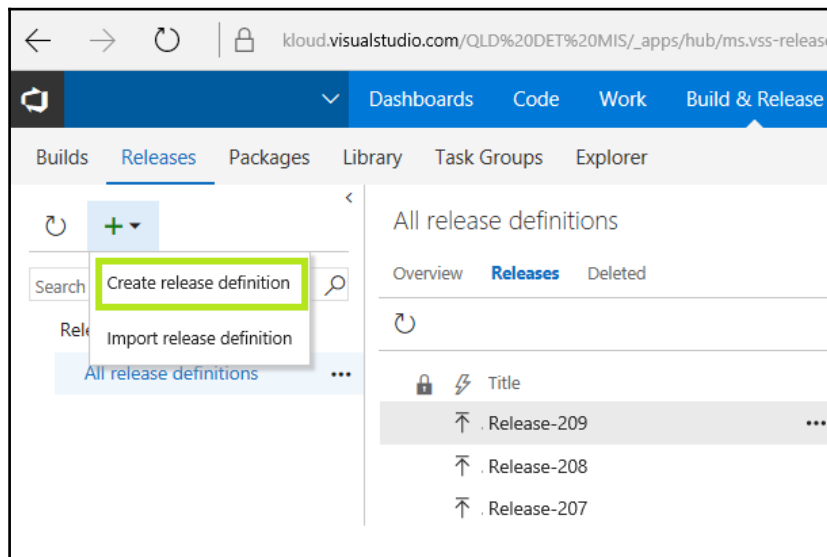 kloud.visualstudio.com/QLD%20DET%20MIS/_apps/hub/ms.vss-release
Dashboards Code Work Build & Release
Builds Releases Packages Library Task Groups Explorer
All release definitions
Overview Releases Deleted
Search
Create release definition
Import release definition
All release definitions
Title
Release-209
Release-208
Release-207